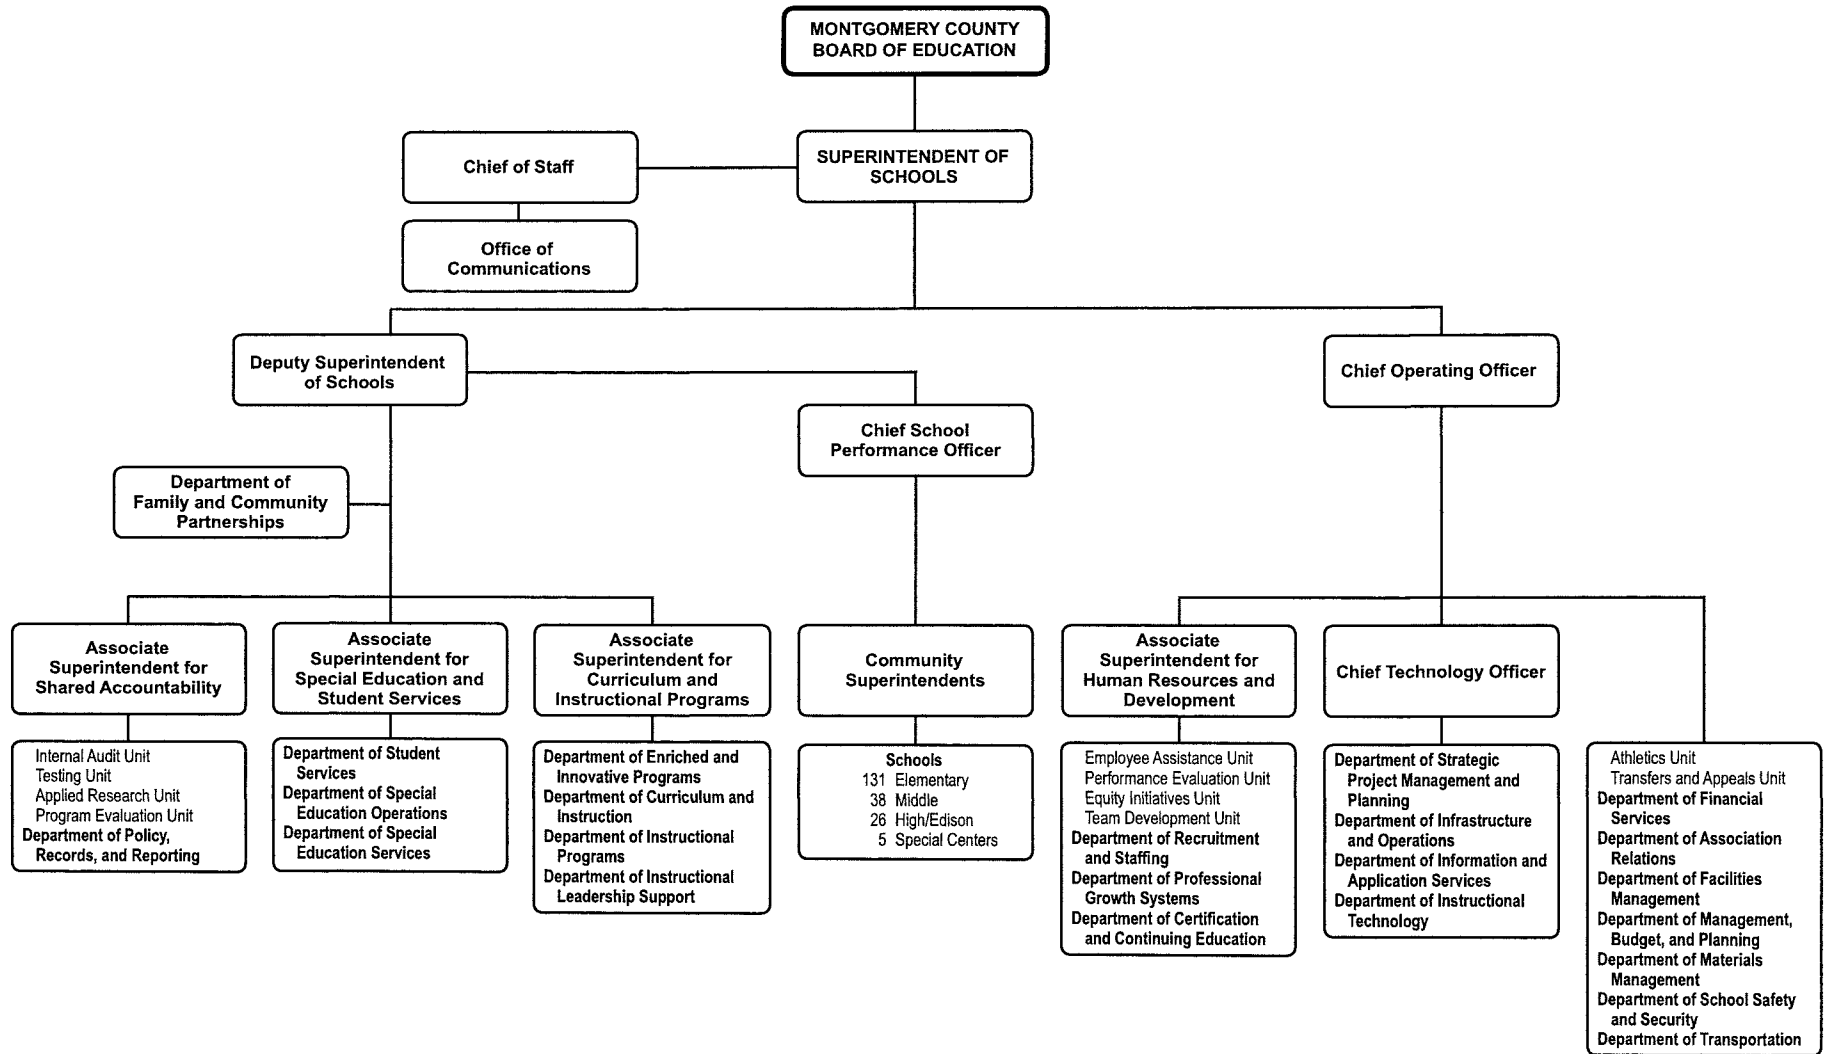 MONTGOMERY COUNTY
BOARD OF EDUCATION
Chief of Staff
SUPERINTENDENT OF
SCHOOLS
Office of
Communications
Deputy Superintendent
of Schools
Chief Operating Officer
Chief School
Performance Officer
Department of
Family and Community
Partnerships
Associate
Superintendent for
Shared Accountability
Associate
Superintendent for
Special Education and
Student Services
Associate
Superintendent for
Curriculum and
Instructional Programs
Community
Superintendents
Associate
Superintendent for
Human Resources and
Development
Chief Technology Officer
Internal Audit Unit
Testing Unit
Applied Research Unit
Program Evaluation Unit
Department of Policy,
Records, and Reporting
Department of Student
Services
Department of Special
Education Operations
Department of Special
Education Services
Department of Enriched and
Innovative Programs
Department of Curriculum and
Instruction
Department of Instructional
Programs
Department of Instructional
Leadership Support
Schools
131 Elementary
38 Middle
26 High/Edison
5 Special Centers
Employee Assistance Unit
Performance Evaluation Unit
Equity Initiatives Unit
Team Development Unit
Department of Recruitment
and Staffing
Department of Professional
Growth Systems
Department of Certification
and Continuing Education
Department of Strategic
Project Management and
Planning
Department of Infrastructure
and Operations
Department of Information and
Application Services
Department of Instructional
Technology
Athletics Unit
Transfers and Appeals Unit
Department of Financial
Services
Department of Association
Relations
Department of Facilities
Management
Department of Management,
Budget, and Planning
Department of Materials
Management
Department of School Safety
and Security
Department of Transportation